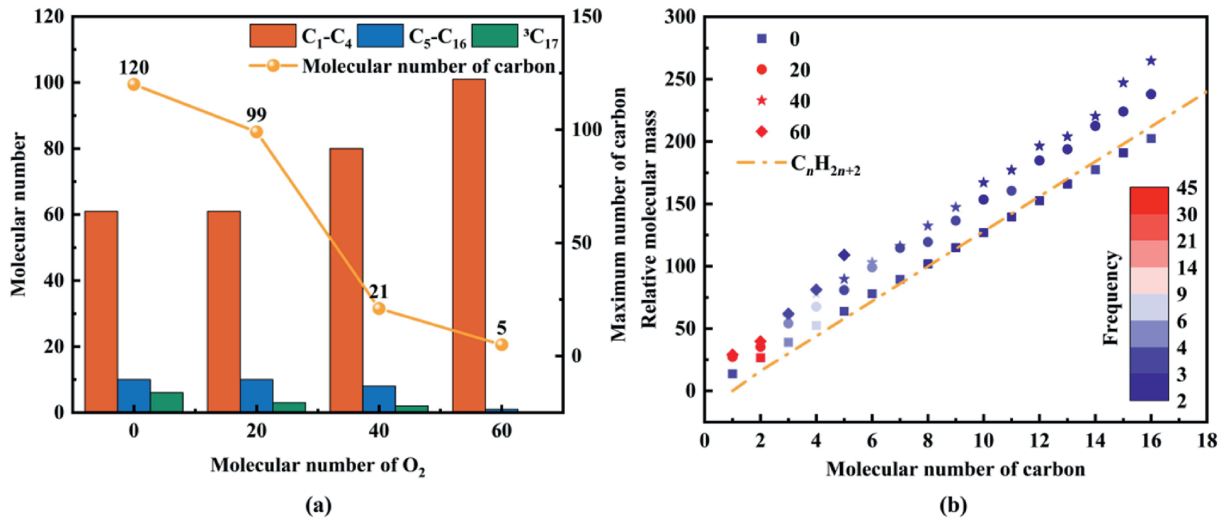 120
100
80
60
40
20
0
Molecular number
C₁-C₄ C₅-C₁₆ ³C₁₇
Molecular number of carbon
120
99
21
5
150
100
50
0
Maximum number of carbon
0 20 40 60
Molecular number of O₂
(a)
300
250
200
150
100
50
0
Relative molecular mass
0
20
40
60
CₙH₂ₙ₊₂
Frequency
45
30
21
14
9
6
4
3
2
0 2 4 6 8 10 12 14 16 18
Molecular number of carbon
(b)